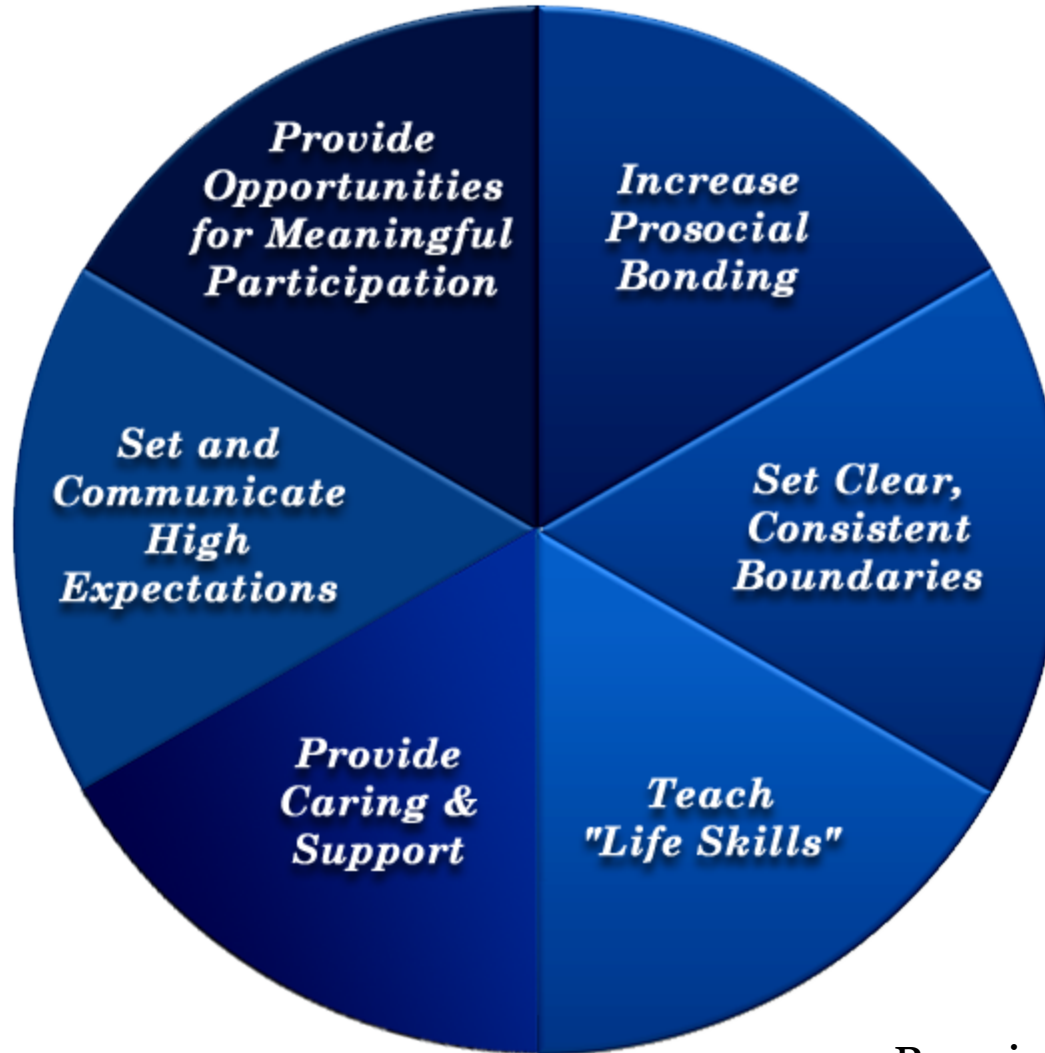 Provide
Opportunities
for Meaningful
Participation
Increase
Prosocial
Bonding
Set and
Communicate
High
Expectations
Set Clear,
Consistent
Boundaries
Provide
Caring &
Support
Teach
"Life Skills"